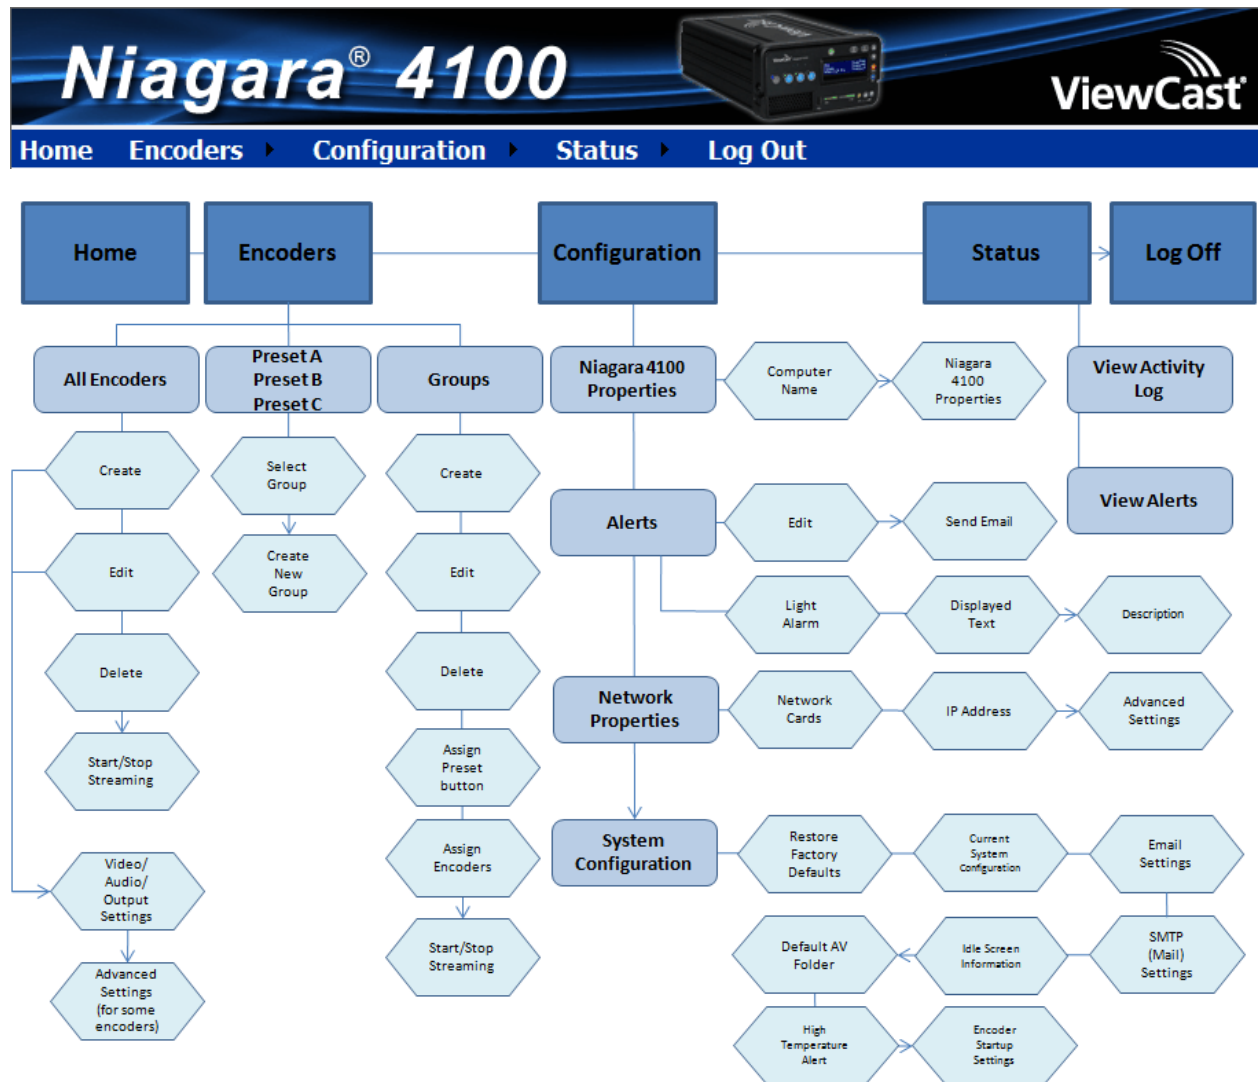 Niagara® 4100
ViewCast
Home Encoders Configuration Status Log Out
Home
Encoders
Configuration
Status
Log Off
All Encoders
Preset A
Preset B
Preset C
Groups
Niagara 4100
Properties
Computer
Name
Niagara
4100
Properties
View Activity
Log
Create
Select
Group
Create
Alerts
Edit
Send Email
View Alerts
Edit
Create
New
Group
Edit
Light
Alarm
Displayed
Text
Description
Delete
Delete
Network
Properties
Network
Cards
IP Address
Advanced
Settings
Start/Stop
Streaming
Assign
Preset
button
Video/
Audio/
Output
Settings
Assign
Encoders
System
Configuration
Restore
Factory
Defaults
Current
System
Configuration
Email
Settings
Start/Stop
Streaming
Default AV
Folder
Idle Screen
Information
SMTP
(Mail)
Settings
Advanced
Settings
(for some
encoders)
High
Temperature
Alert
Encoder
Startup
Settings